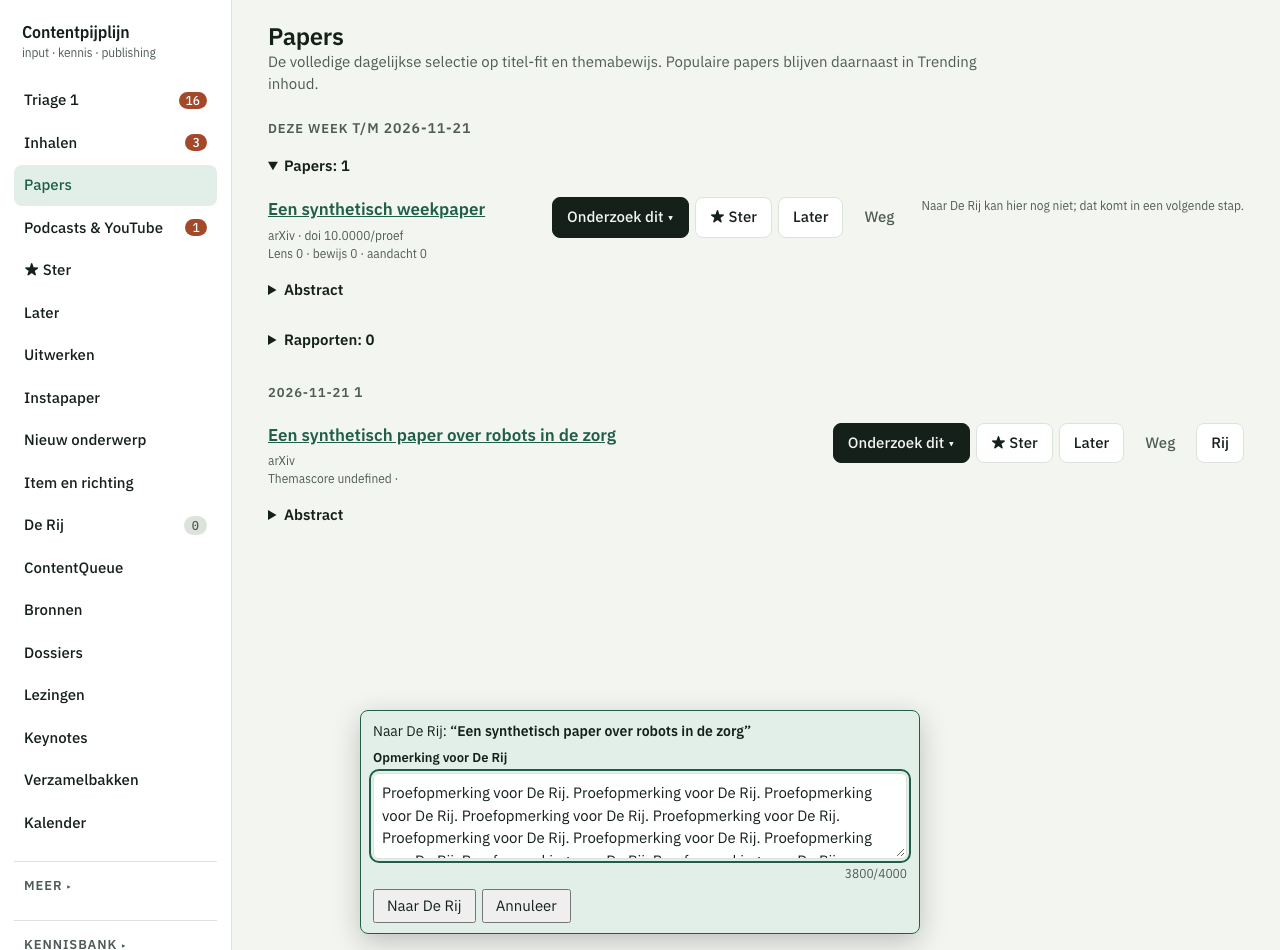 Contentpijplijn
input · kennis · publishing
Triage 1 16
Inhalen 3
Papers
Podcasts & YouTube 1
★ Ster
Later
Uitwerken
Instapaper
Nieuw onderwerp
Item en richting
De Rij 0
ContentQueue
Bronnen
Dossiers
Lezingen
Keynotes
Verzamelbakken
Kalender
MEER ▸
KENNISBANK ▸
Papers
De volledige dagelijkse selectie op titel-fit en themabewijs. Populaire papers blijven daarnaast in Trending
inhoud.
DEZE WEEK T/M 2026-11-21
▼ Papers: 1
Een synthetisch weekpaper
arXiv · doi 10.0000/proef
Lens 0 · bewijs 0 · aandacht 0
Onderzoek dit ▾ ★ Ster Later Weg Naar De Rij kan hier nog niet; dat komt in een volgende stap.
▶ Abstract
▶ Rapporten: 0
2026-11-21 1
Een synthetisch paper over robots in de zorg
arXiv
Themascore undefined ·
Onderzoek dit ▾ ★ Ster Later Weg Rij
▶ Abstract
Naar De Rij: “Een synthetisch paper over robots in de zorg”
Opmerking voor De Rij
Proefopmerking voor De Rij. Proefopmerking voor De Rij. Proefopmerking
voor De Rij. Proefopmerking voor De Rij. Proefopmerking voor De Rij.
Proefopmerking voor De Rij. Proefopmerking voor De Rij. Proefopmerking
3800/4000
Naar De Rij Annuleer